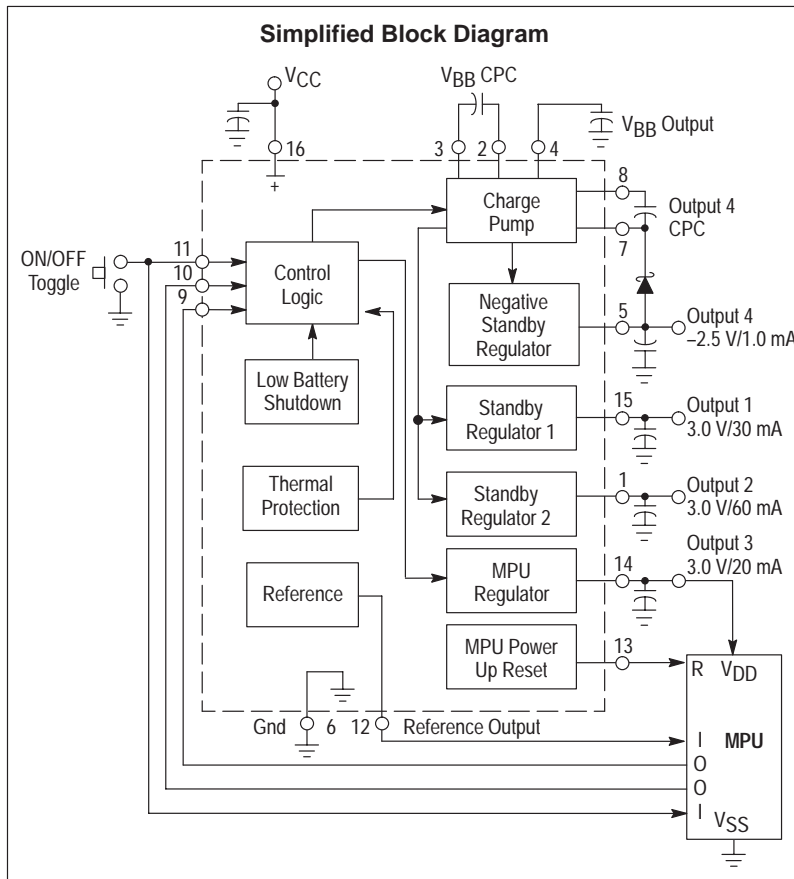 Simplified Block Diagram
VCC
VBB CPC
VBB Output
16
3
2
4
+
8
Charge
Pump
Output 4
CPC
7
ON/OFF
Toggle
11
10
9
Control
Logic
Negative
Standby
Regulator
5
Output 4
–2.5 V/1.0 mA
Low Battery
Shutdown
Standby
Regulator 1
15
Output 1
3.0 V/30 mA
Thermal
Protection
Standby
Regulator 2
1
Output 2
3.0 V/60 mA
Output 3
3.0 V/20 mA
Reference
MPU
Regulator
14
MPU Power
Up Reset
13
R VDD
Gnd 6 12 Reference Output
I MPU
O
O
I VSS